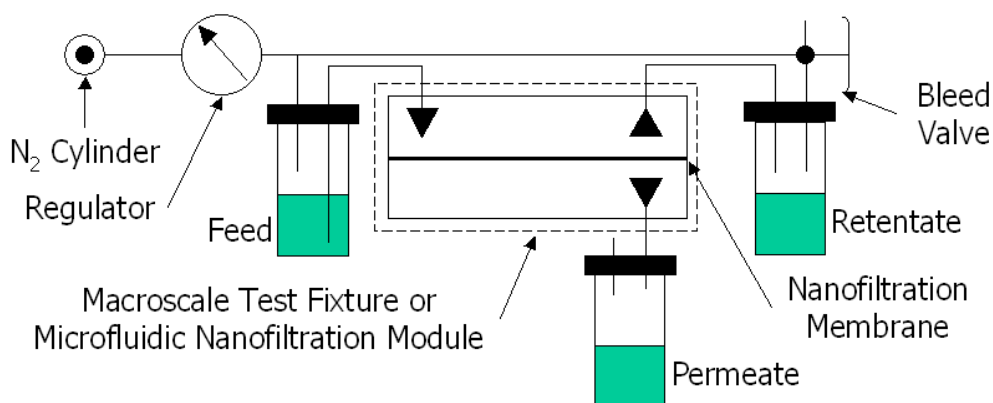 N₂ Cylinder
Regulator
Feed
Macroscale Test Fixture or
Microfluidic Nanofiltration Module
Permeate
Nanofiltration
Membrane
Retentate
Bleed
Valve